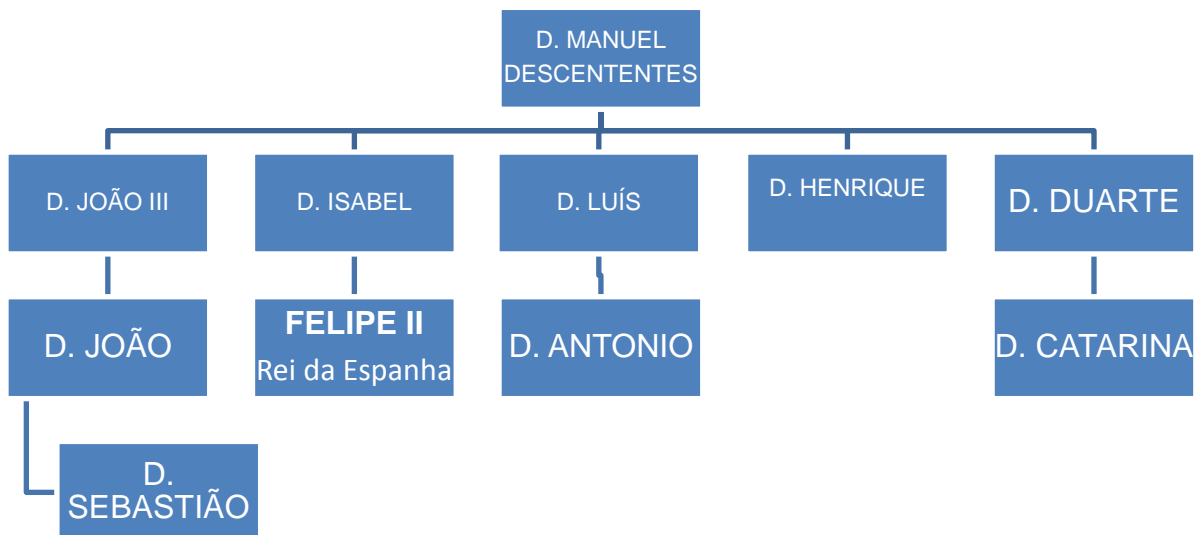 D. MANUEL
DESCENTENTES
D. JOÃO III
D. ISABEL
D. LUÍS
D. HENRIQUE
D. DUARTE
D. JOÃO
FELIPE II
Rei da Espanha
D. ANTONIO
D. CATARINA
D.
SEBASTIÃO